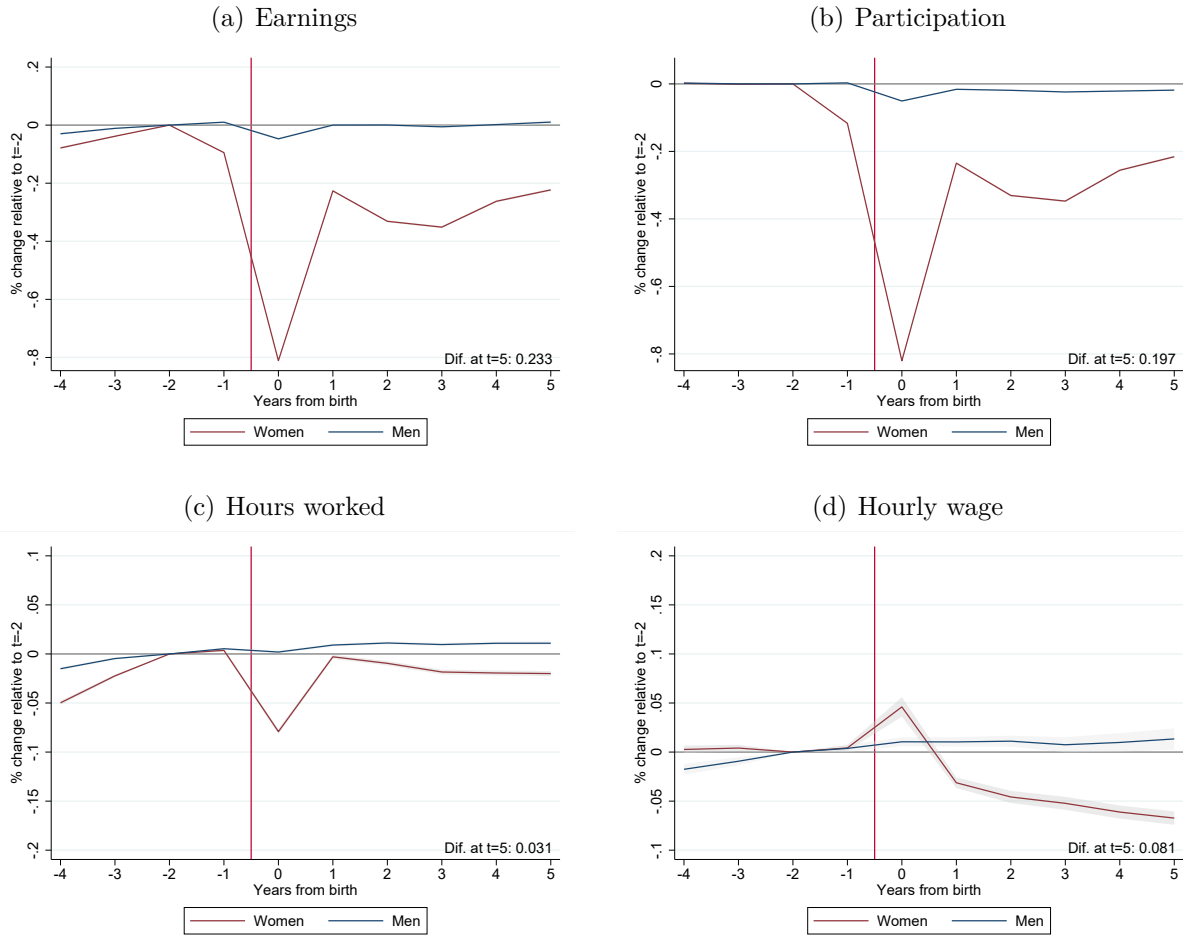 (a) Earnings
% change relative to t=-2
.2
0
-.2
-.4
-.6
-.8
Dif. at t=5: 0.233
-4 -3 -2 -1 0 1 2 3 4 5
Years from birth
Women Men
(b) Participation
% change relative to t=-2
0
-.2
-.4
-.6
-.8
Dif. at t=5: 0.197
-4 -3 -2 -1 0 1 2 3 4 5
Years from birth
Women Men
(c) Hours worked
% change relative to t=-2
.1
.05
0
-.05
-.1
-.15
-.2
Dif. at t=5: 0.031
-4 -3 -2 -1 0 1 2 3 4 5
Years from birth
Women Men
(d) Hourly wage
% change relative to t=-2
.2
.15
.1
.05
0
-.05
-.1
Dif. at t=5: 0.081
-4 -3 -2 -1 0 1 2 3 4 5
Years from birth
Women Men